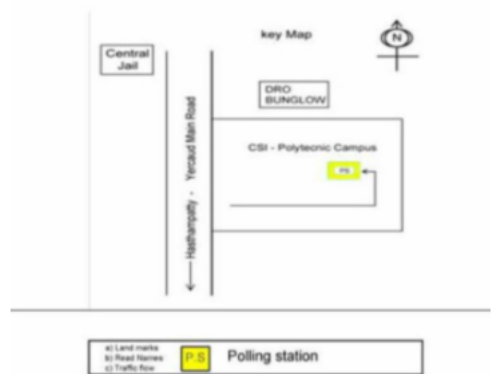 key Map
N
Central
Jail
DRO
BUNGLOW
Hasthampatty - Yercaud Main Road
CSI - Polytecnic Campus
PS
a) Land marks
b) Read Names
c) Traffic flow
P.S
Polling station